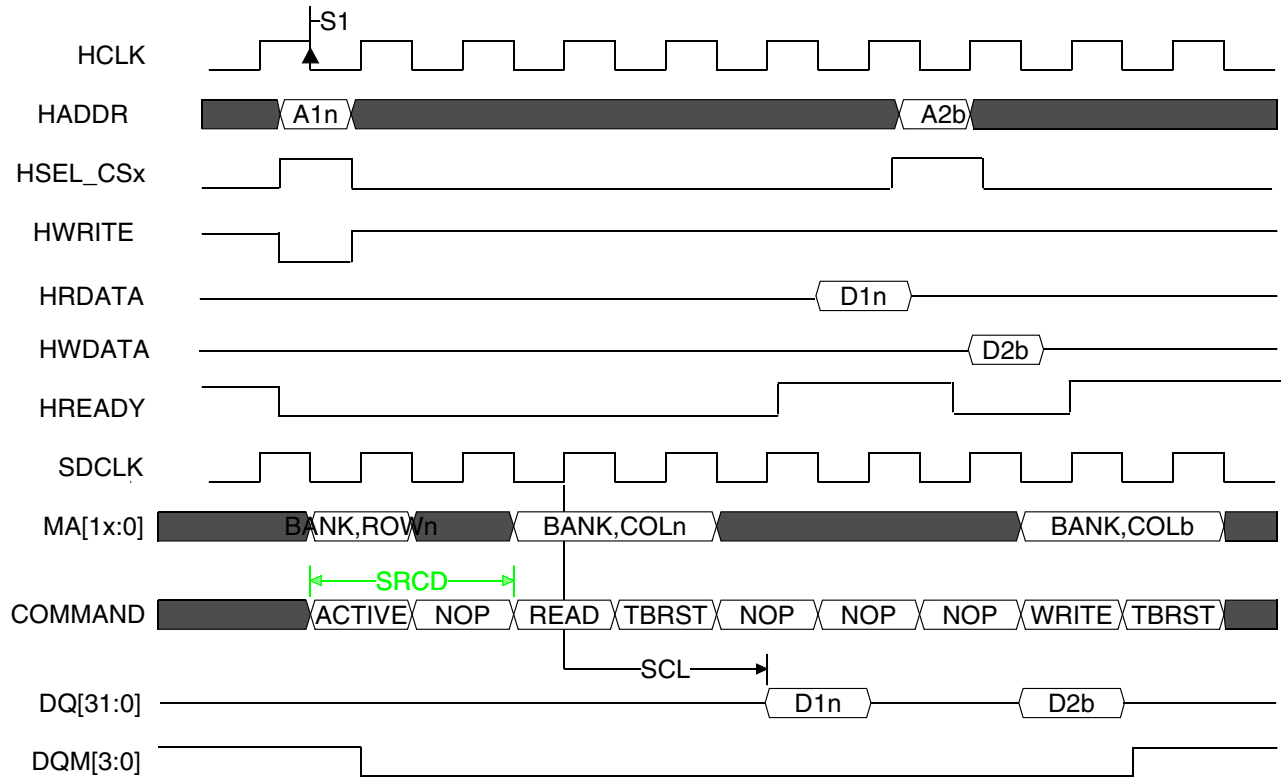 S1
HCLK
HADDR A1n A2b
HSEL_CSx
HWRITE
HRDATA D1n
HWDATA D2b
HREADY
SDCLK
MA[1x:0] BANK,ROWn BANK,COLn BANK,COLb
SRCD
COMMAND ACTIVE NOP READ TBRST NOP NOP NOP WRITE TBRST
SCL
DQ[31:0] D1n D2b
DQM[3:0]